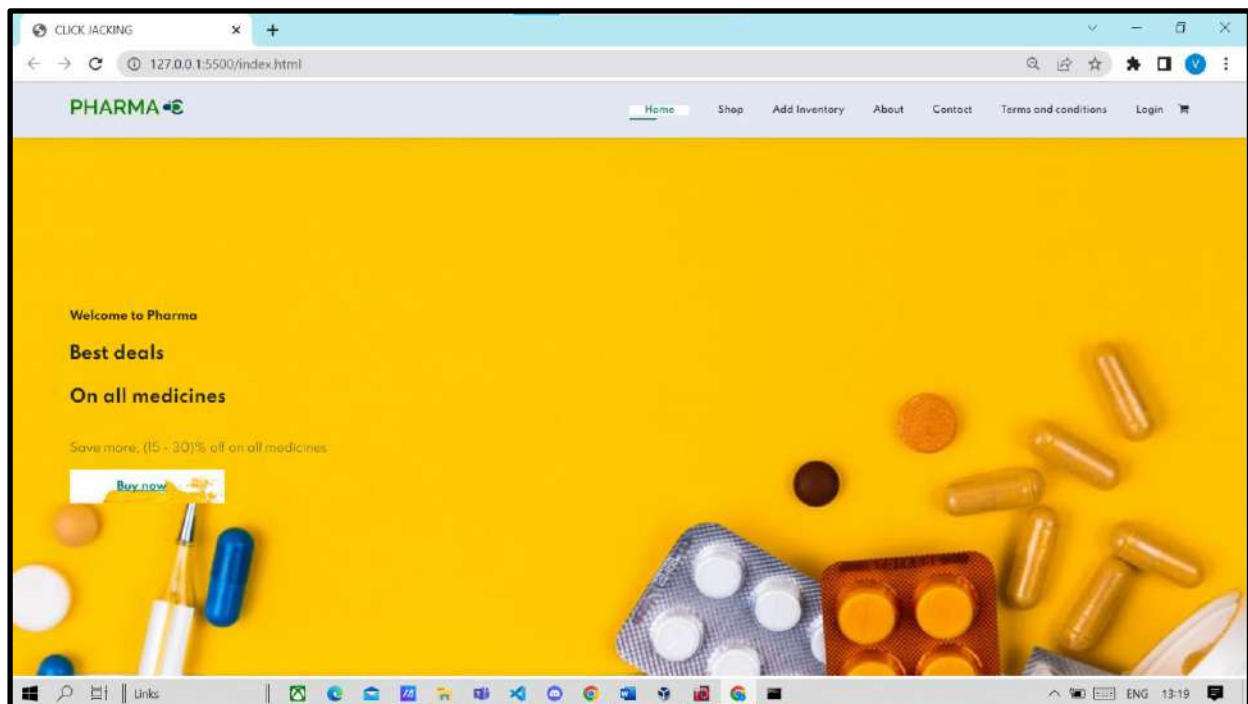 CLICK JACKING
127.0.0.1:5500/index.html
V
PHARMA
Home Shop Add Inventory About Contact Terms and conditions Login
Welcome to Pharma
Best deals
On all medicines
Save more, (15 - 30)% off on all medicines
Buy now
Links
ENG 13:19